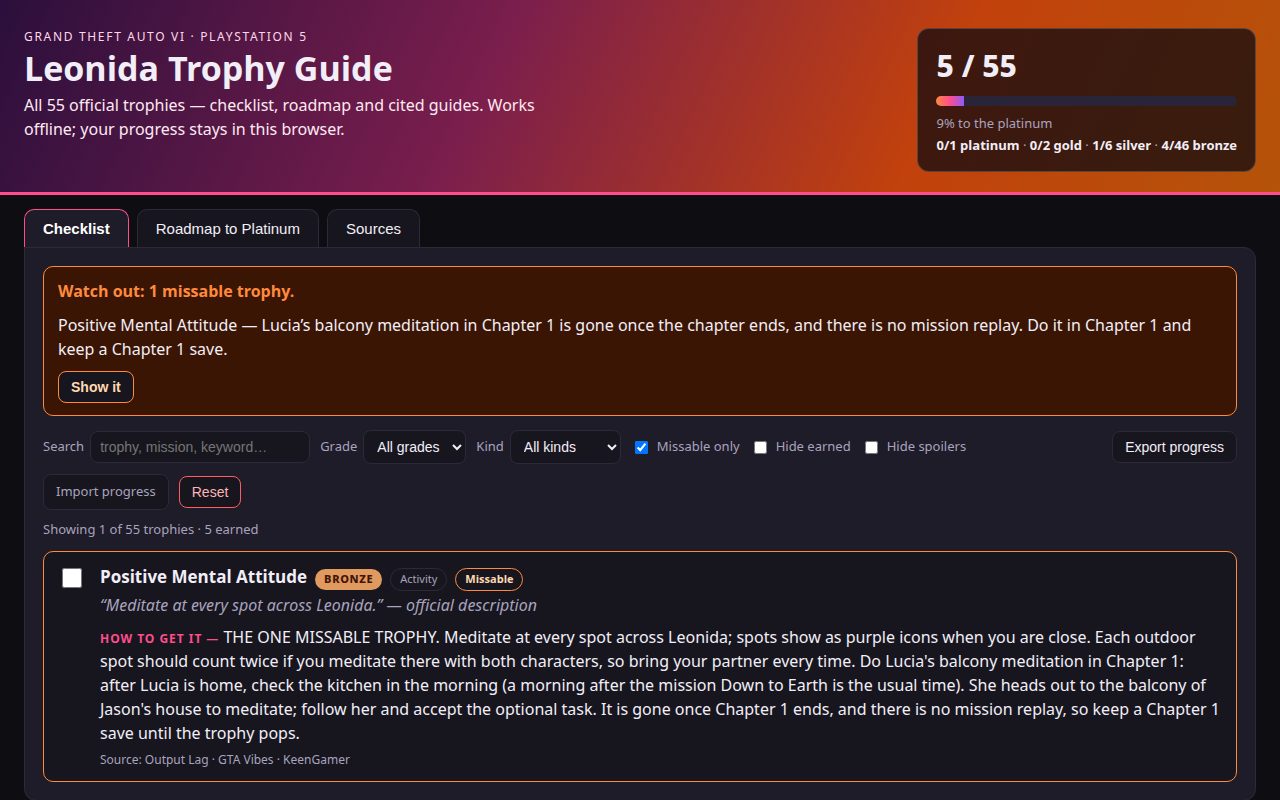 GRAND THEFT AUTO VI · PLAYSTATION 5
Leonida Trophy Guide
All 55 official trophies — checklist, roadmap and cited guides. Works
offline; your progress stays in this browser.
5 / 55
9% to the platinum
0/1 platinum · 0/2 gold · 1/6 silver · 4/46 bronze
Checklist
Roadmap to Platinum
Sources
Watch out: 1 missable trophy.
Positive Mental Attitude — Lucia’s balcony meditation in Chapter 1 is gone once the chapter ends, and there is no mission replay. Do it in Chapter 1 and
keep a Chapter 1 save.
Show it
Search trophy, mission, keyword… Grade All grades Kind All kinds Missable only Hide earned Hide spoilers Export progress
Import progress Reset
Showing 1 of 55 trophies · 5 earned
Positive Mental Attitude BRONZE Activity Missable
“Meditate at every spot across Leonida.” — official description
HOW TO GET IT — THE ONE MISSABLE TROPHY. Meditate at every spot across Leonida; spots show as purple icons when you are close. Each outdoor
spot should count twice if you meditate there with both characters, so bring your partner every time. Do Lucia's balcony meditation in Chapter 1:
after Lucia is home, check the kitchen in the morning (a morning after the mission Down to Earth is the usual time). She heads out to the balcony of
Jason's house to meditate; follow her and accept the optional task. It is gone once Chapter 1 ends, and there is no mission replay, so keep a Chapter 1
save until the trophy pops.
Source: Output Lag · GTA Vibes · KeenGamer